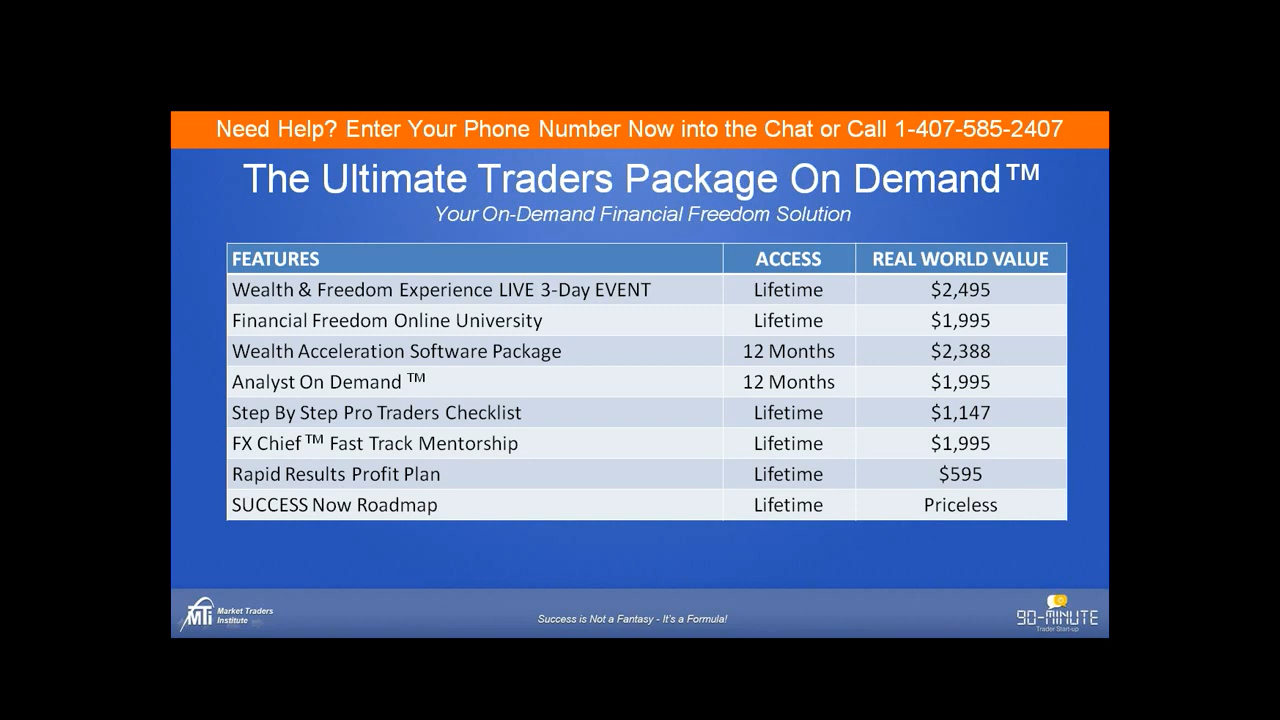 Need Help? Enter Your Phone Number Now into the Chat or Call 1-407-585-2407
The Ultimate Traders Package On Demand™
Your On-Demand Financial Freedom Solution
FEATURES ACCESS REAL WORLD VALUE
Wealth & Freedom Experience LIVE 3-Day EVENT Lifetime $2,495
Financial Freedom Online University Lifetime $1,995
Wealth Acceleration Software Package 12 Months $2,388
Analyst On Demand ™ 12 Months $1,995
Step By Step Pro Traders Checklist Lifetime $1,147
FX Chief ™ Fast Track Mentorship Lifetime $1,995
Rapid Results Profit Plan Lifetime $595
SUCCESS Now Roadmap Lifetime Priceless
MTI Market Traders
Institute
Success is Not a Fantasy - It's a Formula!
90-MINUTE
Trader Start-up